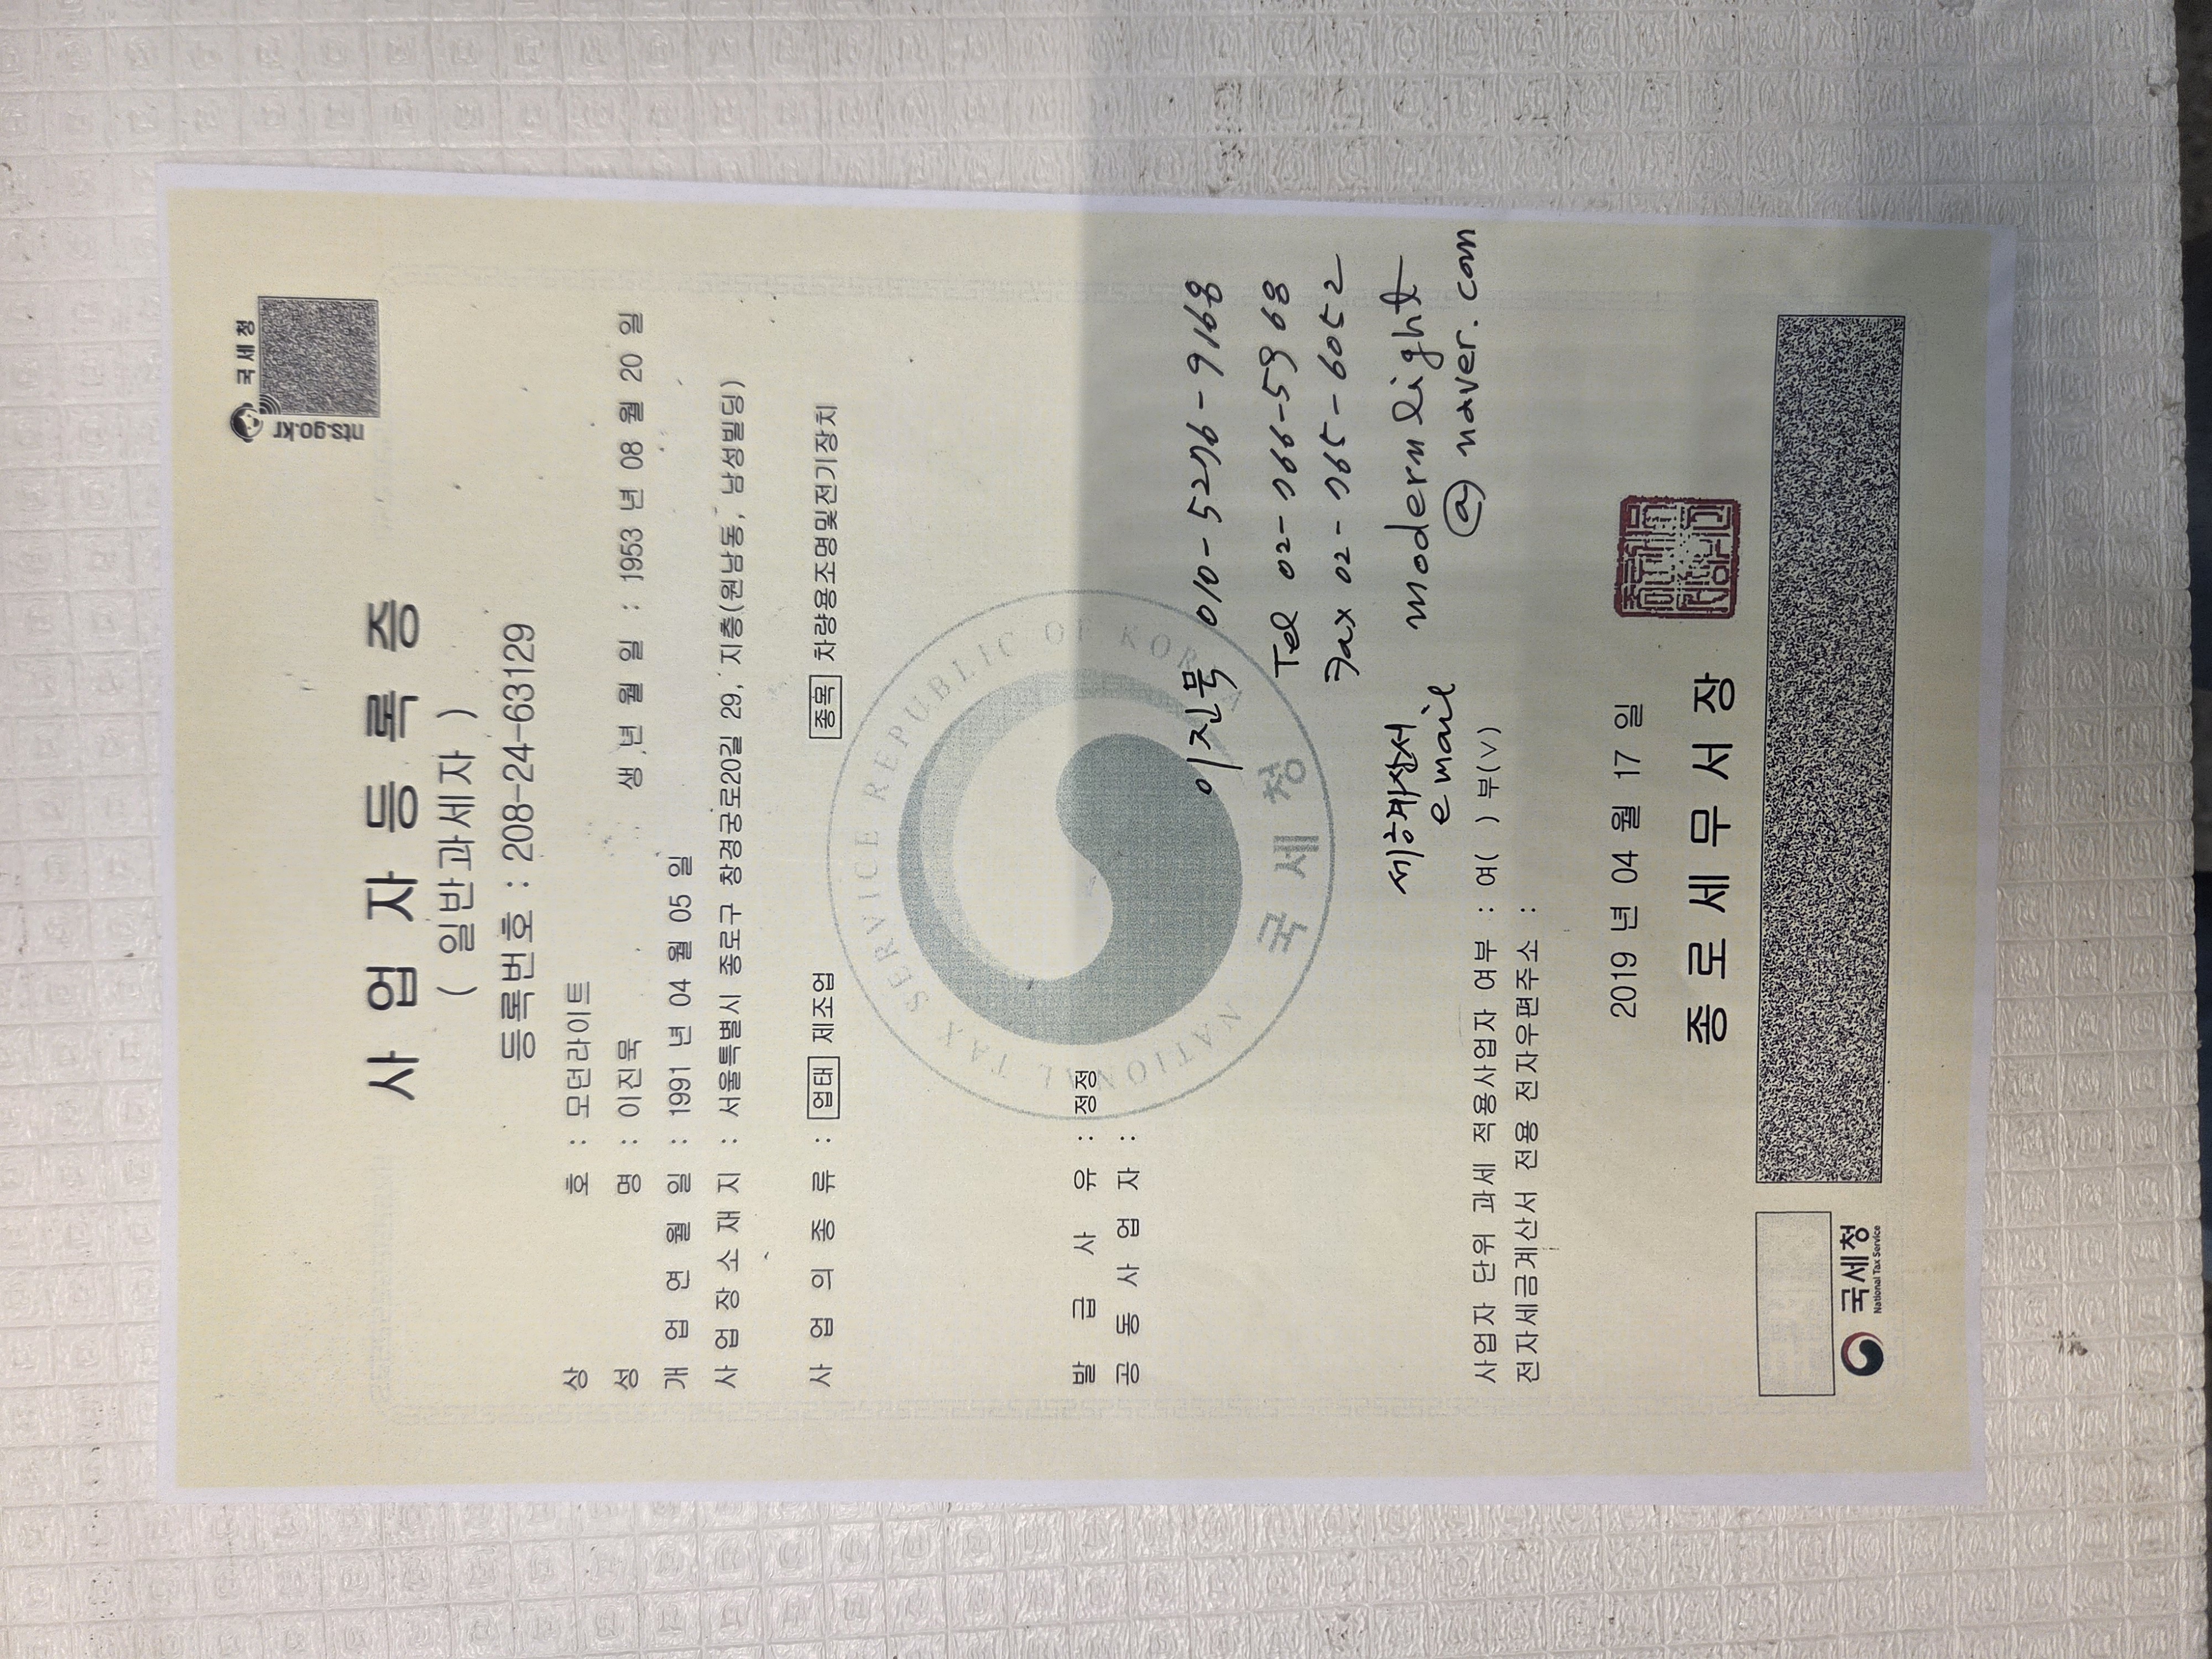 국세청
nts.go.kr
사업자등록증
( 일반과세자 )
등록번호 : 208-24-63129
상 호 : 모던라이트
성 명 : 이진묵 생 년 월 일 : 1953 년 08 월 20 일
개 업 연 월 일 : 1991 년 04 월 05 일
사 업 장 소 재 지 : 서울특별시 종로구 창경궁로20길 29, 지층(원남동, 남성빌딩)
사 업 의 종 류 : 업태 제조업 종목 차량용조명및전기장치
NATIONAL TAX SERVICE REPUBLIC OF KOREA
발 급 사 유 : 정정
공 동 사 업 자 :
이진묵 010-5276-9168
국세청
Tel 02-766-5968
Fax 02-765-6052
세금계산서 modernlight
email @naver.com
사업자 단위 과세 적용사업자 여부 : 여( ) 부(V)
전자세금계산서 전용 전자우편주소 :
2019 년 04 월 17 일
종로세무서장
국세청
National Tax Service